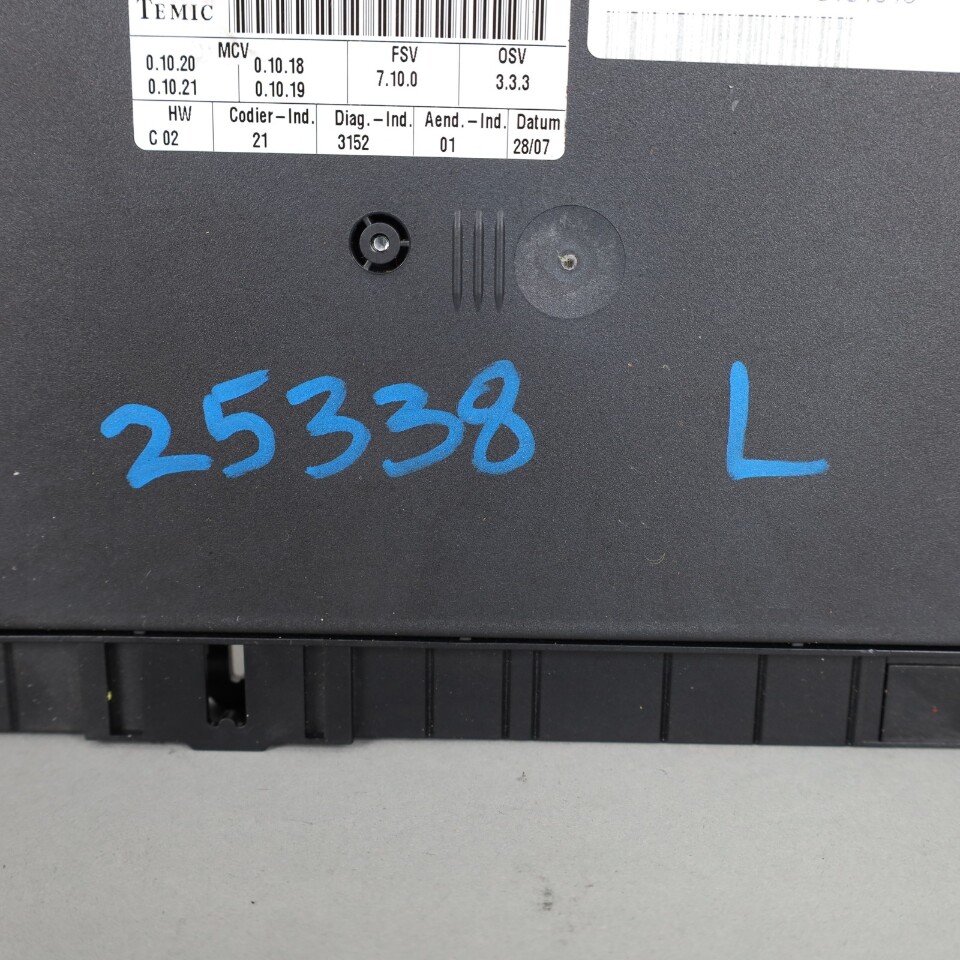 TEMIC
MCV FSV OSV
0.10.20 0.10.18 7.10.0 3.3.3
0.10.21 0.10.19
HW Codier-Ind. Diag.-Ind. Aend.-Ind. Datum
C 02 21 3152 01 28/07
25338 L